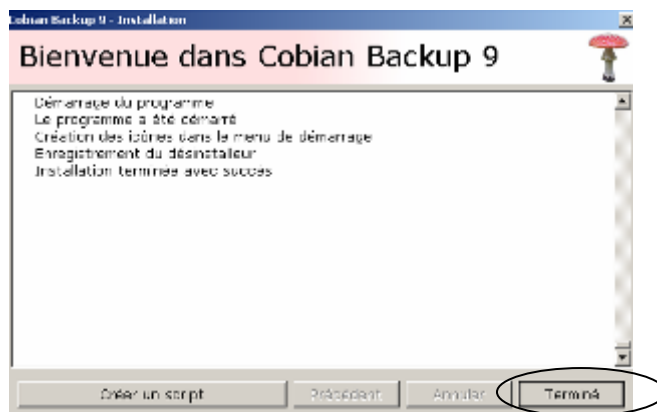 Cobian Backup 9 - Installation
Bienvenue dans Cobian Backup 9
Démarrage du programme
Le programme a été démarré
Création des icônes dans le menu de démarrage
Enregistrement du désinstalleur
Installation terminée avec succès
Créer un script
Précédent
Annuler
Terminé